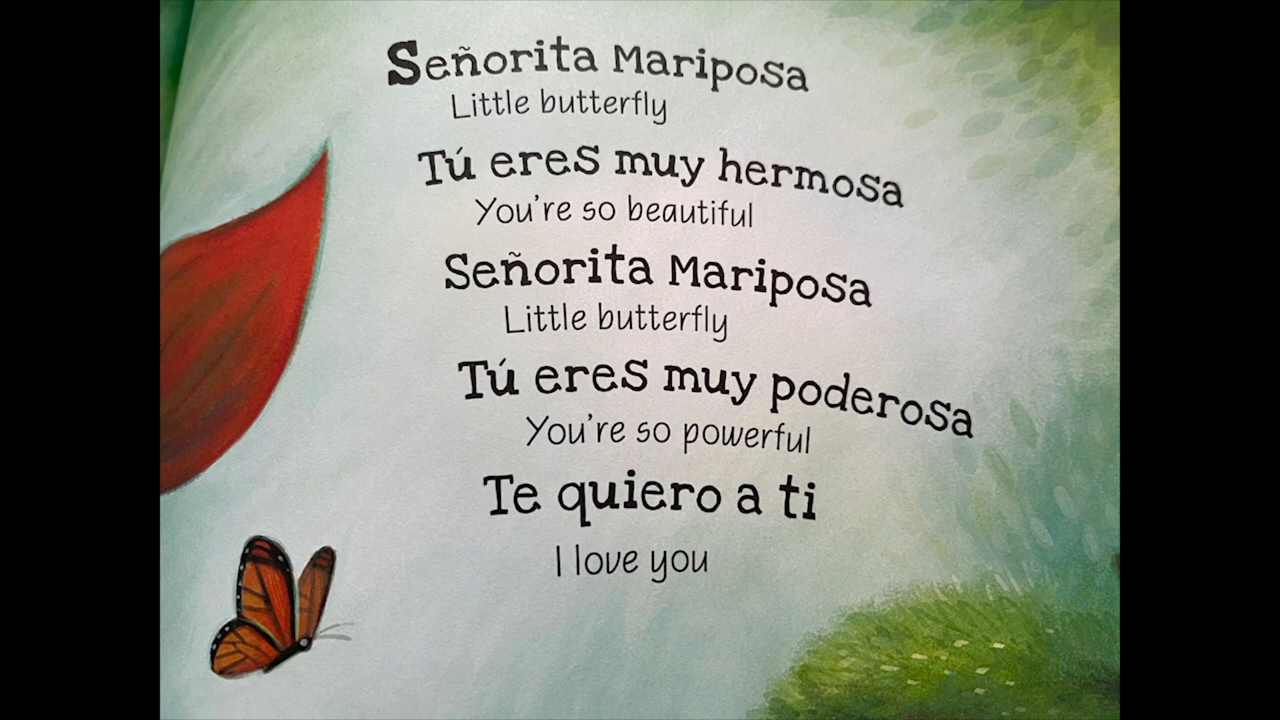 Señorita Mariposa
Little butterfly
Tú eres muy hermosa
You're so beautiful
Señorita Mariposa
Little butterfly
Tú eres muy poderosa
You're so powerful
Te quiero a ti
I love you